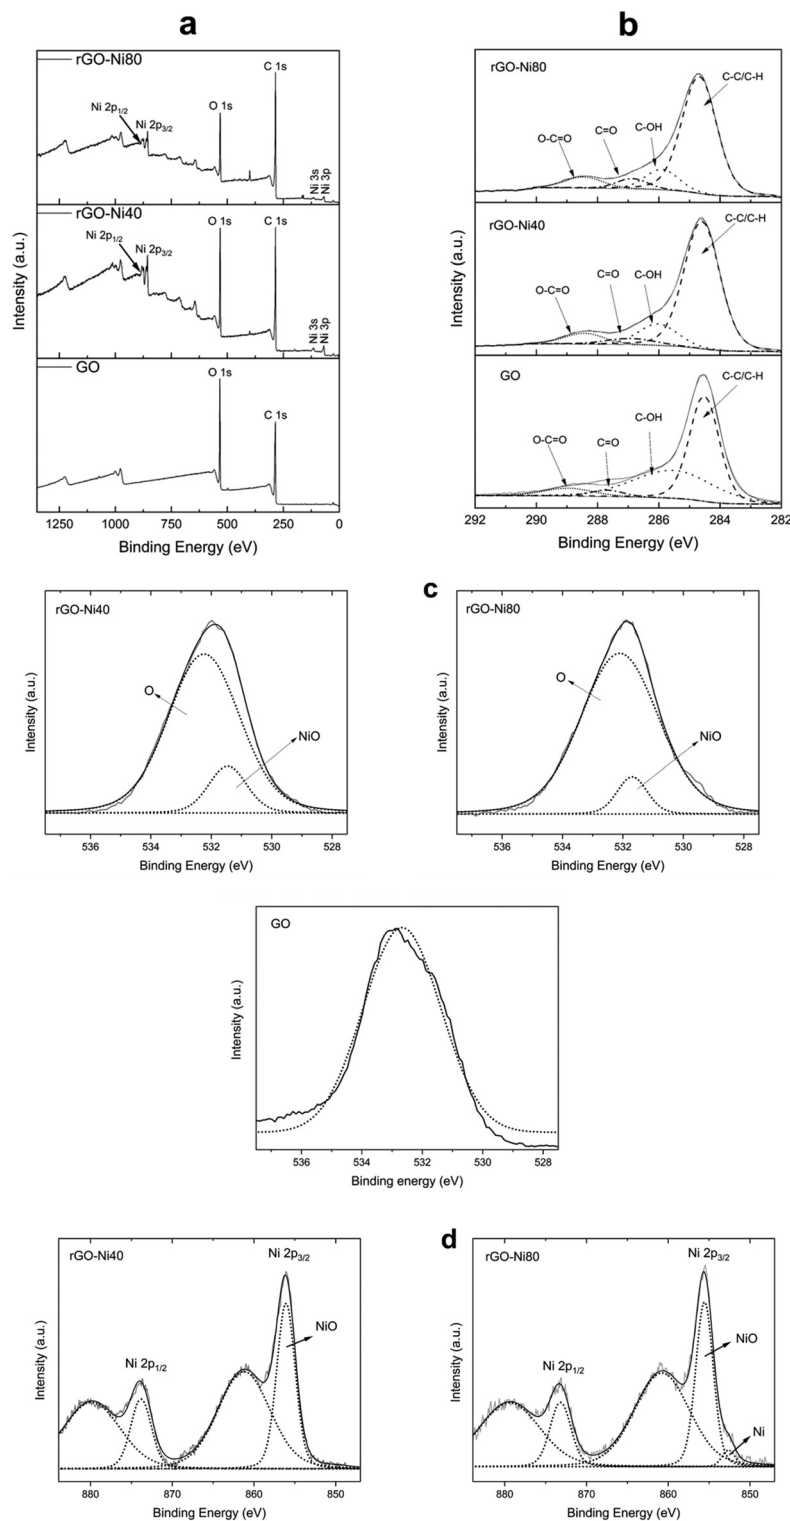 a
rGO-Ni80
C 1s
O 1s
Ni 2p1/2
Ni 2p3/2
Ni 3s
Ni 3p
rGO-Ni40
O 1s
C 1s
Ni 2p1/2
Ni 2p3/2
Ni 3s
Ni 3p
GO
O 1s
C 1s
Intensity (a.u.)
1250 1000 750 500 250 0
Binding Energy (eV)
b
rGO-Ni80
C-C/C-H
O-C=O
C=O
C-OH
rGO-Ni40
C-C/C-H
O-C=O
C=O
C-OH
GO
C-C/C-H
O-C=O
C=O
C-OH
Intensity (a.u.)
292 290 288 286 284 282
Binding Energy (eV)
c
rGO-Ni40
O
NiO
Intensity (a.u.)
536 534 532 530 528
Binding Energy (eV)
rGO-Ni80
O
NiO
Intensity (a.u.)
536 534 532 530 528
Binding Energy (eV)
GO
Intensity (a.u.)
536 534 532 530 528
Binding energy (eV)
d
rGO-Ni40
Ni 2p3/2
NiO
Ni 2p1/2
Intensity (a.u.)
880 870 860 850
Binding Energy (eV)
rGO-Ni80
Ni 2p3/2
NiO
Ni 2p1/2
Ni
Intensity (a.u.)
880 870 860 850
Binding Energy (eV)